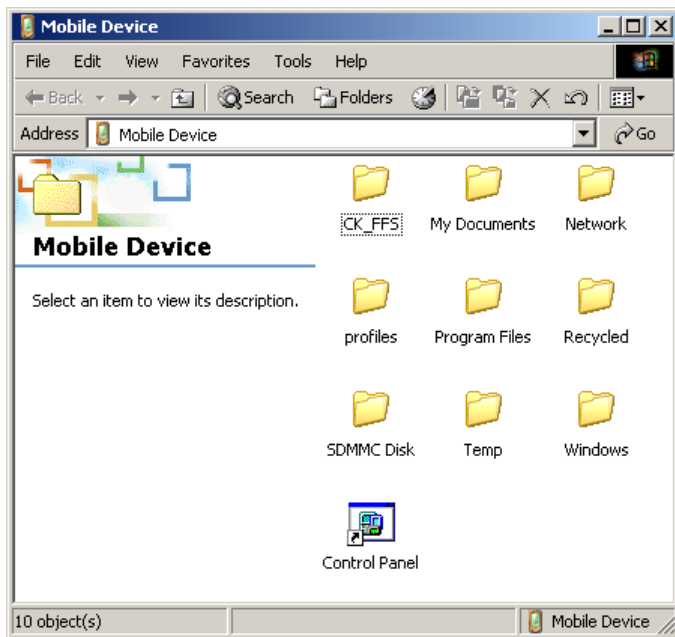 Mobile Device
File Edit View Favorites Tools Help
Back Search Folders
Address Mobile Device Go
Mobile Device
Select an item to view its description.
CK_FFS My Documents Network
profiles Program Files Recycled
SDMMC Disk Temp Windows
Control Panel
10 object(s) Mobile Device